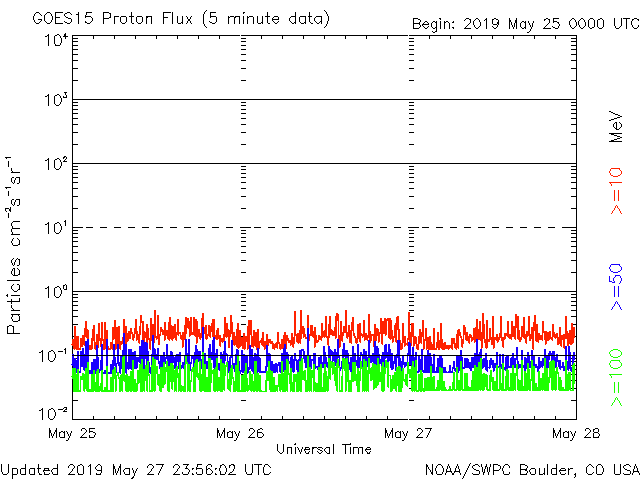 GOES15 Proton Flux (5 minute data)
Begin: 2019 May 25 0000 UTC
10⁴
10³
10²
10¹
10⁰
10⁻¹
10⁻²
Particles cm⁻²s⁻¹sr⁻¹
MeV
>=10
>=50
>=100
May 25
May 26
May 27
May 28
Universal Time
Updated 2019 May 27 23:56:02 UTC
NOAA/SWPC Boulder, CO USA